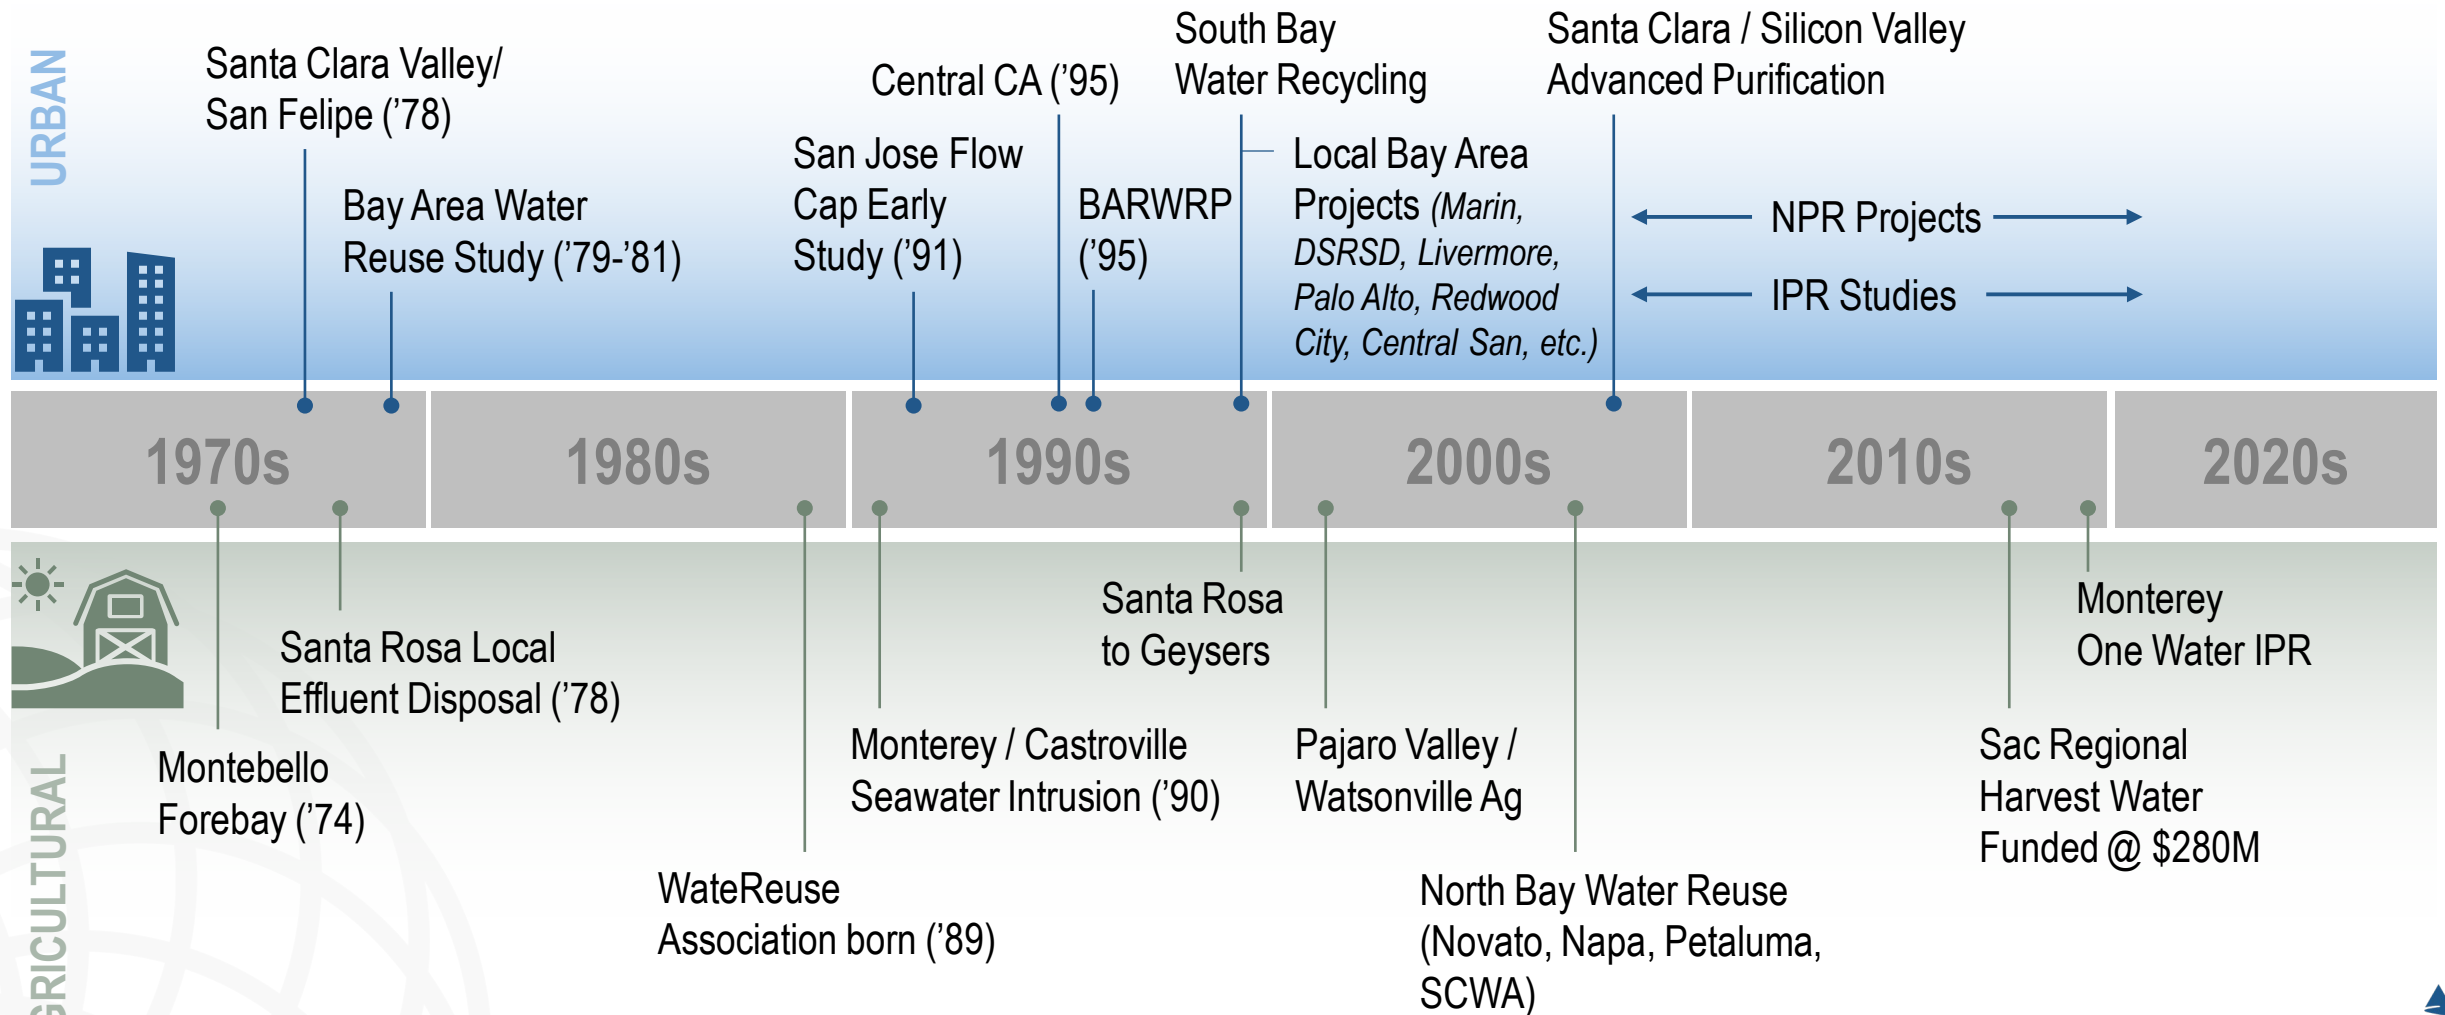 URBAN
Santa Clara Valley/
San Felipe (’78)
Bay Area Water
Reuse Study (’79-’81)
San Jose Flow
Cap Early
Study (’91)
Central CA (’95)
BARWRP
(’95)
South Bay
Water Recycling
Local Bay Area
Projects (Marin,
DSRSD, Livermore,
Palo Alto, Redwood
City, Central San, etc.)
Santa Clara / Silicon Valley
Advanced Purification
NPR Projects
IPR Studies
1970s
1980s
1990s
2000s
2010s
2020s
GRICULTURAL
Montebello
Forebay (’74)
Santa Rosa Local
Effluent Disposal (’78)
WateReuse
Association born (’89)
Monterey / Castroville
Seawater Intrusion (’90)
Santa Rosa
to Geysers
Pajaro Valley /
Watsonville Ag
North Bay Water Reuse
(Novato, Napa, Petaluma,
SCWA)
Sac Regional
Harvest Water
Funded @ $280M
Monterey
One Water IPR